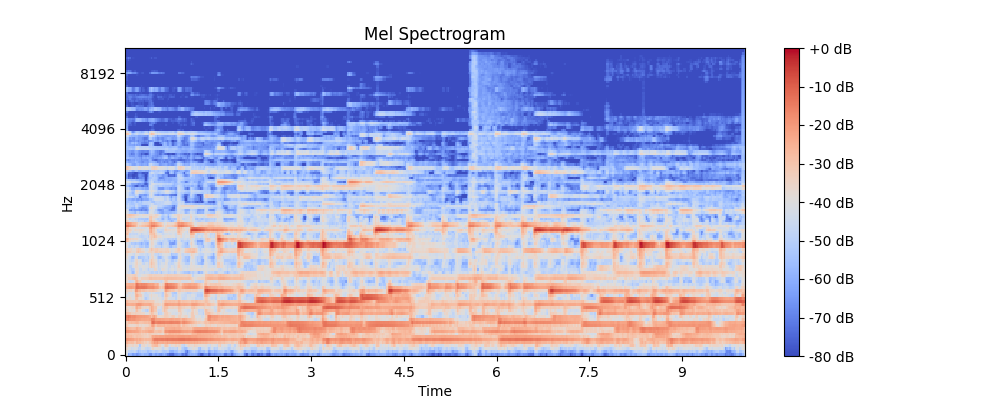 Mel Spectrogram
Hz
8192
4096
2048
1024
512
0
0 1.5 3 4.5 6 7.5 9
Time
+0 dB
-10 dB
-20 dB
-30 dB
-40 dB
-50 dB
-60 dB
-70 dB
-80 dB